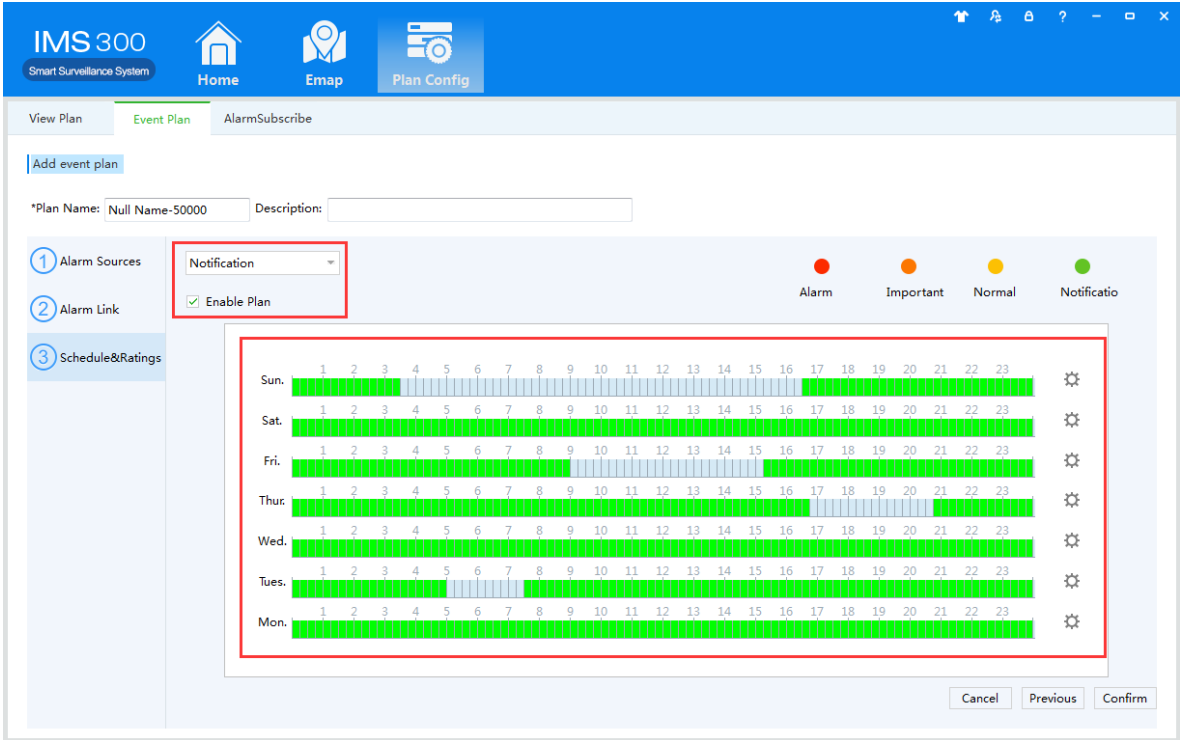 IMS 300
Smart Surveillance System
Home
Emap
Plan Config
?
View Plan
Event Plan
AlarmSubscribe
Add event plan
*Plan Name: Null Name-50000 Description:
1 Alarm Sources
2 Alarm Link
3 Schedule&Ratings
Notification
Enable Plan
Alarm
Important
Normal
Notificatio
1 2 3 4 5 6 7 8 9 10 11 12 13 14 15 16 17 18 19 20 21 22 23
Sun.
1 2 3 4 5 6 7 8 9 10 11 12 13 14 15 16 17 18 19 20 21 22 23
Sat.
1 2 3 4 5 6 7 8 9 10 11 12 13 14 15 16 17 18 19 20 21 22 23
Fri.
1 2 3 4 5 6 7 8 9 10 11 12 13 14 15 16 17 18 19 20 21 22 23
Thur.
1 2 3 4 5 6 7 8 9 10 11 12 13 14 15 16 17 18 19 20 21 22 23
Wed.
1 2 3 4 5 6 7 8 9 10 11 12 13 14 15 16 17 18 19 20 21 22 23
Tues.
1 2 3 4 5 6 7 8 9 10 11 12 13 14 15 16 17 18 19 20 21 22 23
Mon.
Cancel
Previous
Confirm